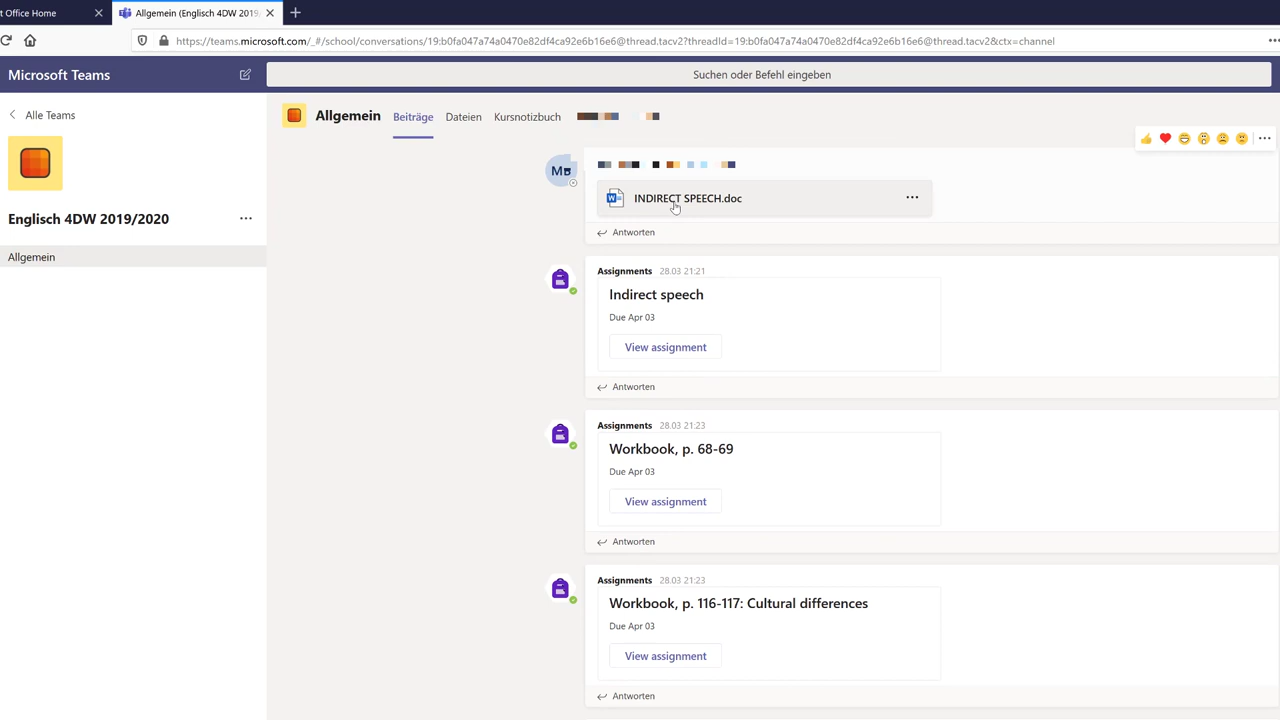 t Office Home
Allgemein (Englisch 4DW 2019,
https://teams.microsoft.com/_#/school/conversations/19:b0fa047a74a0470e82df4ca92e6b16e6@thread.tacv2?threadId=19:b0fa047a74a0470e82df4ca92e6b16e6@thread.tacv2&ctx=channel
Microsoft Teams
Suchen oder Befehl eingeben
Alle Teams
Allgemein
Beiträge
Dateien
Kursnotizbuch
Englisch 4DW 2019/2020
Allgemein
INDIRECT SPEECH.doc
Antworten
Assignments 28.03 21:21
Indirect speech
Due Apr 03
View assignment
Antworten
Assignments 28.03 21:23
Workbook, p. 68-69
Due Apr 03
View assignment
Antworten
Assignments 28.03 21:23
Workbook, p. 116-117: Cultural differences
Due Apr 03
View assignment
Antworten